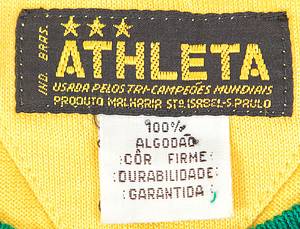 IND. BRAS.
ATHLETA
USADA PELOS TRI-CAMPEÕES MUNDIAIS
PRODUTO MALHARIA STA. ISABEL-S. PAULO
100%
ALGODÃO
CÔR FIRME
DURABILIDADE
GARANTIDA